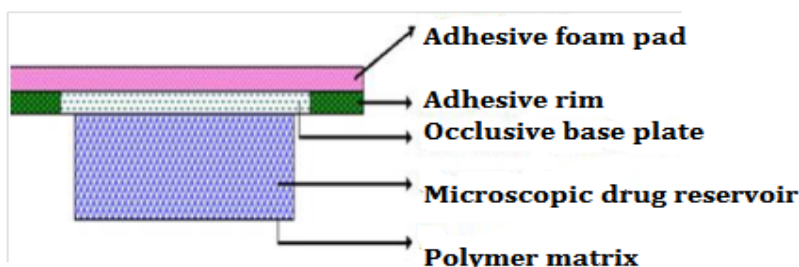 Adhesive foam pad
Adhesive rim
Occlusive base plate
Microscopic drug reservoir
Polymer matrix